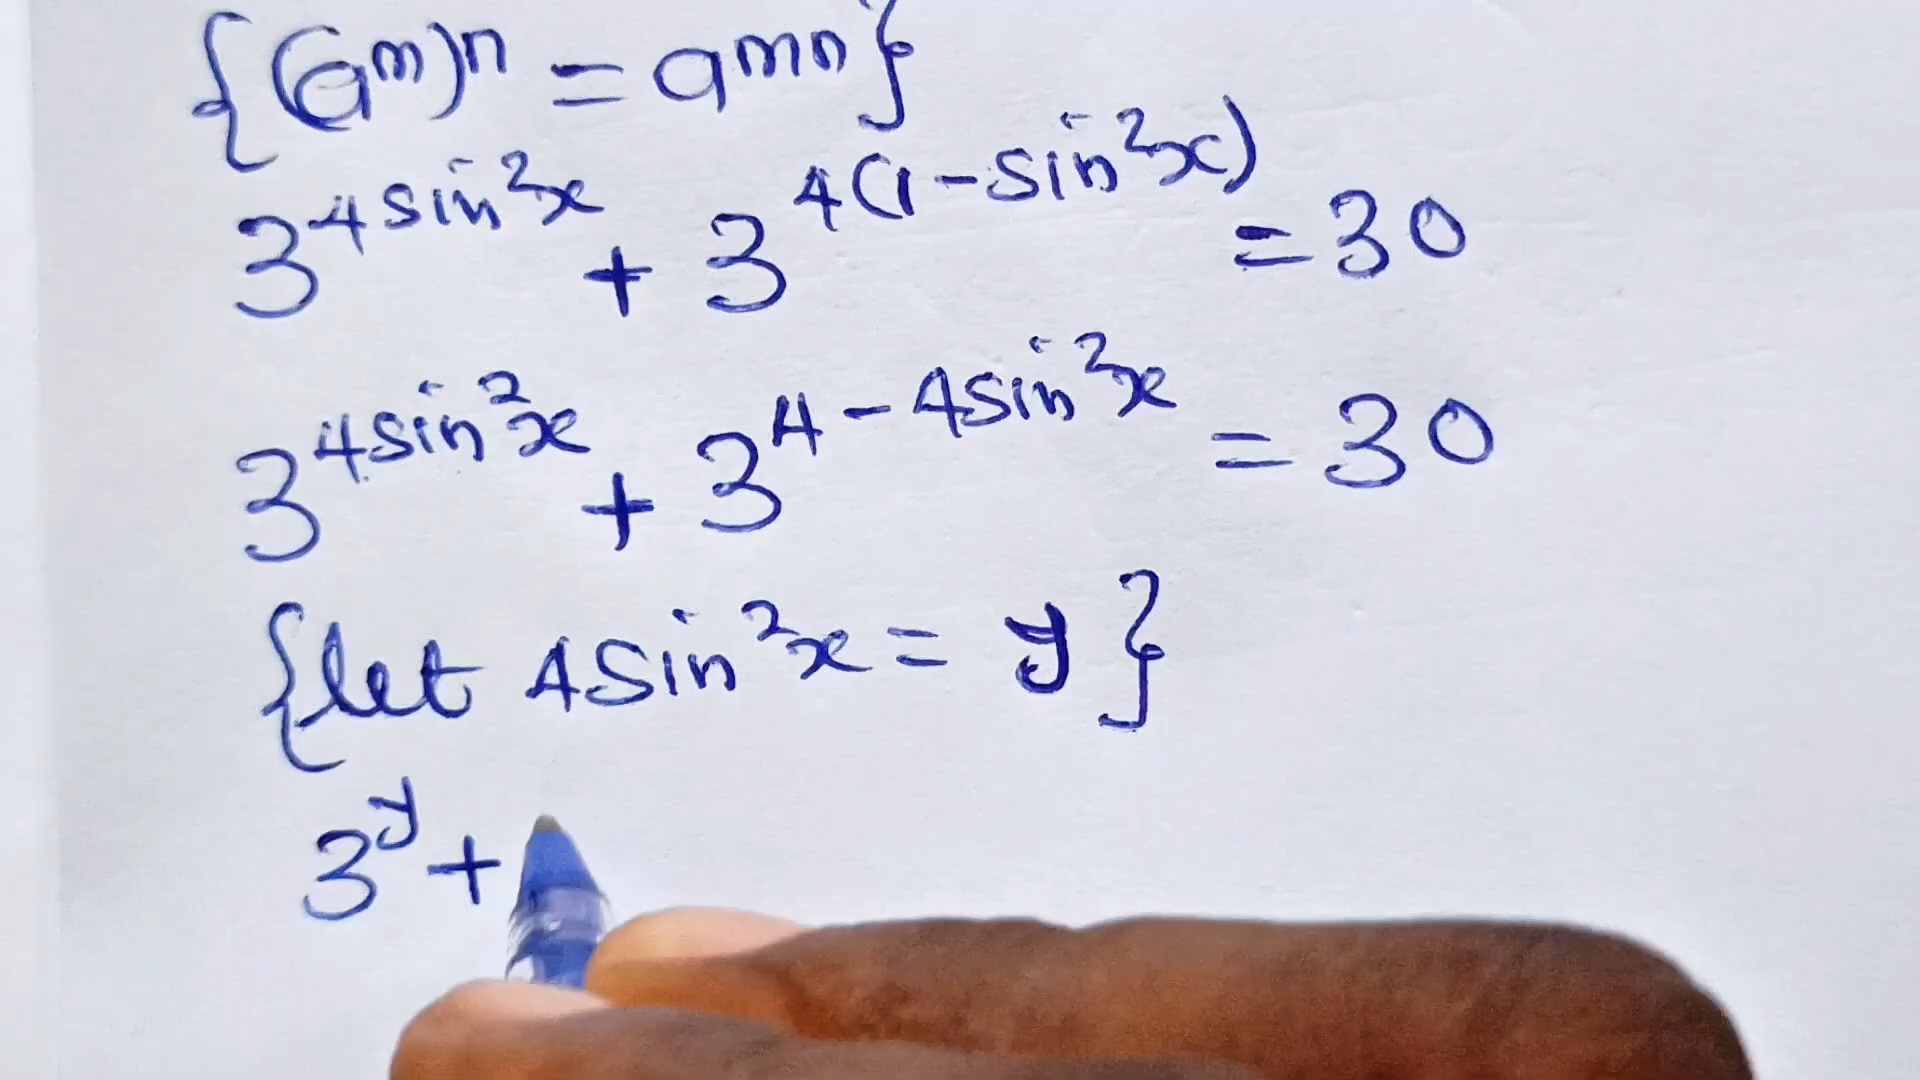 {(a^m)^n = a^mn}
3^4sin²x + 3^4(1-sin²x) = 30
3^4sin²x + 3^4-4sin²x = 30
{let 4sin²x = y}
3^y +